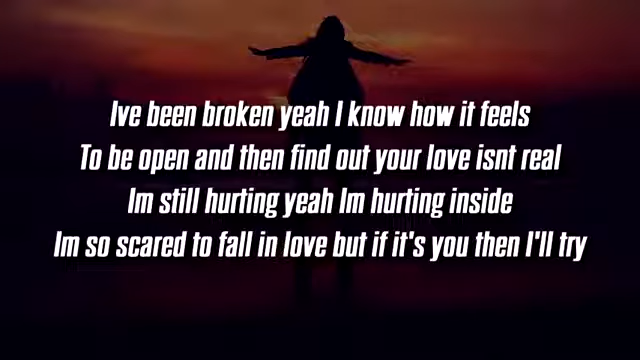 Ive been broken yeah I know how it feels
To be open and then find out your love isnt real
Im still hurting yeah Im hurting inside
Im so scared to fall in love but if it's you then I'll try